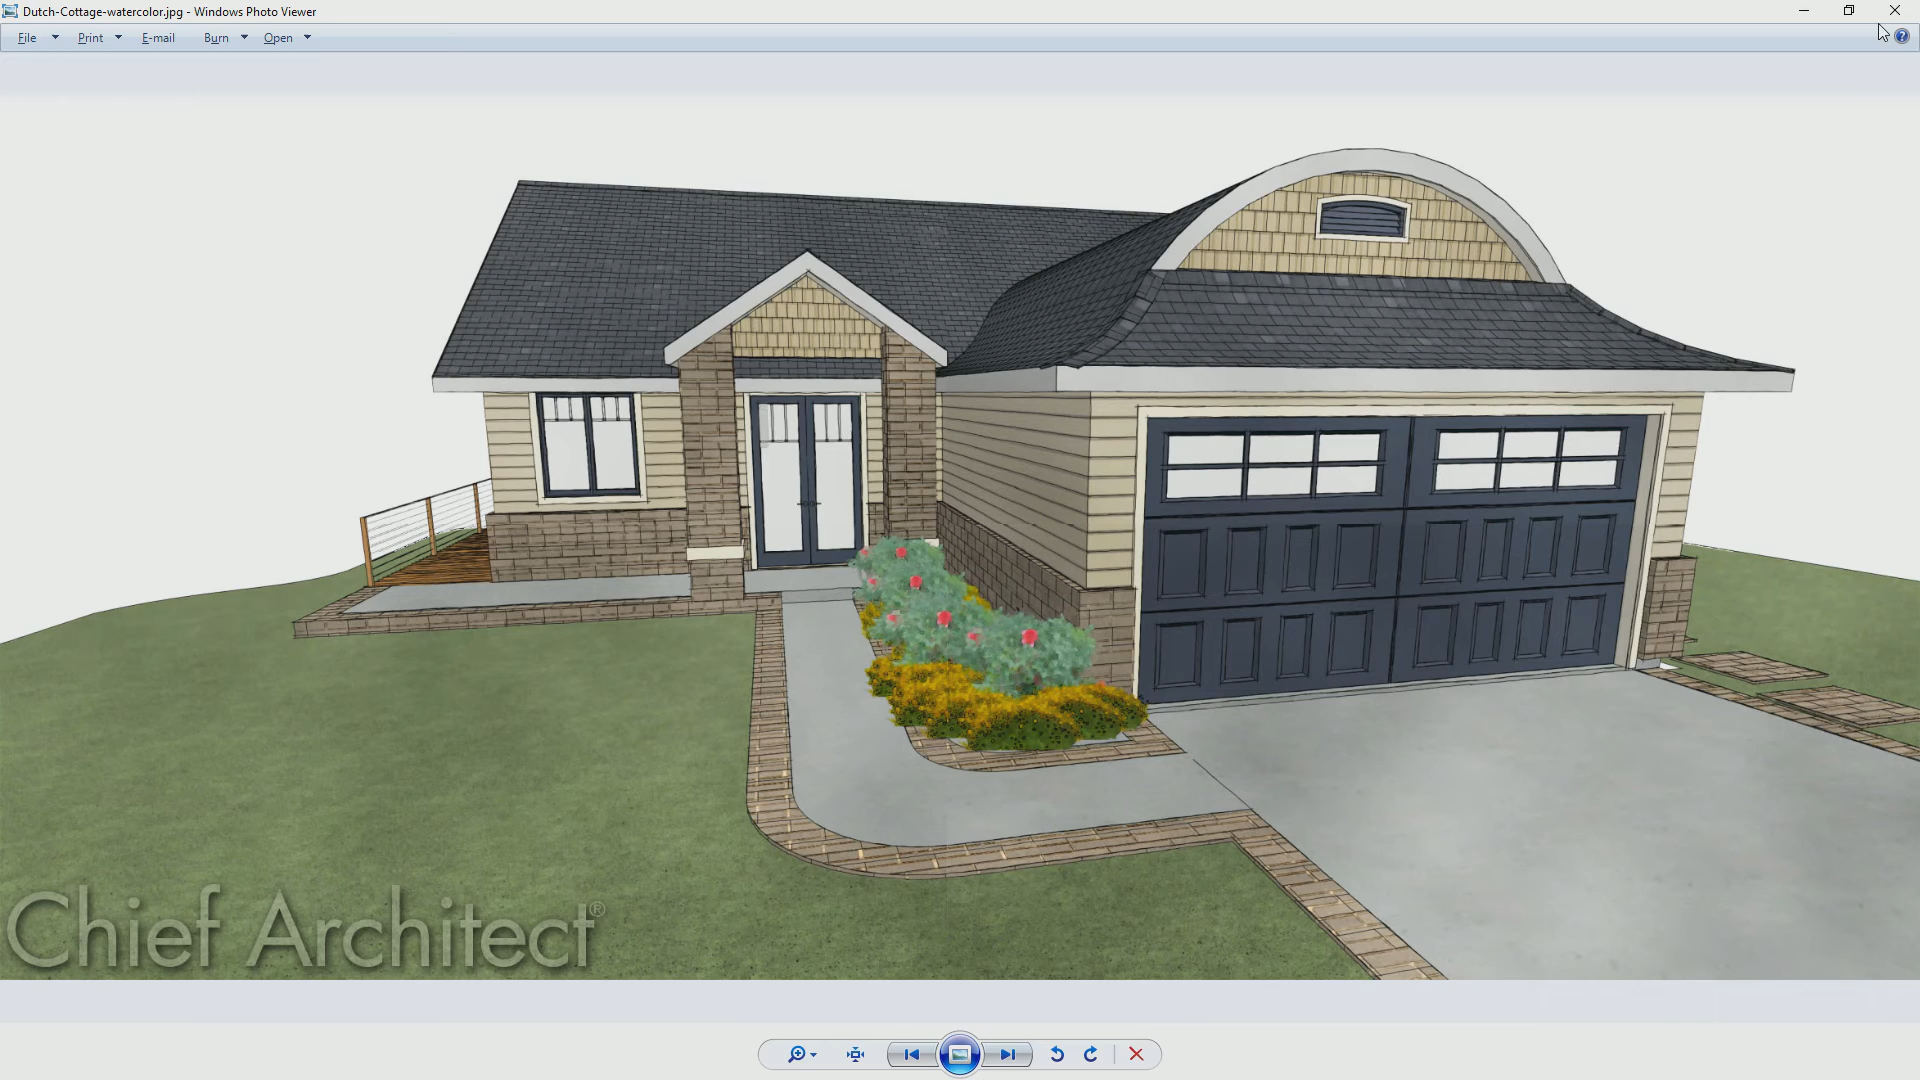 Dutch-Cottage-watercolor.jpg - Windows Photo Viewer
File Print E-mail Burn Open ?
Chief Architect®